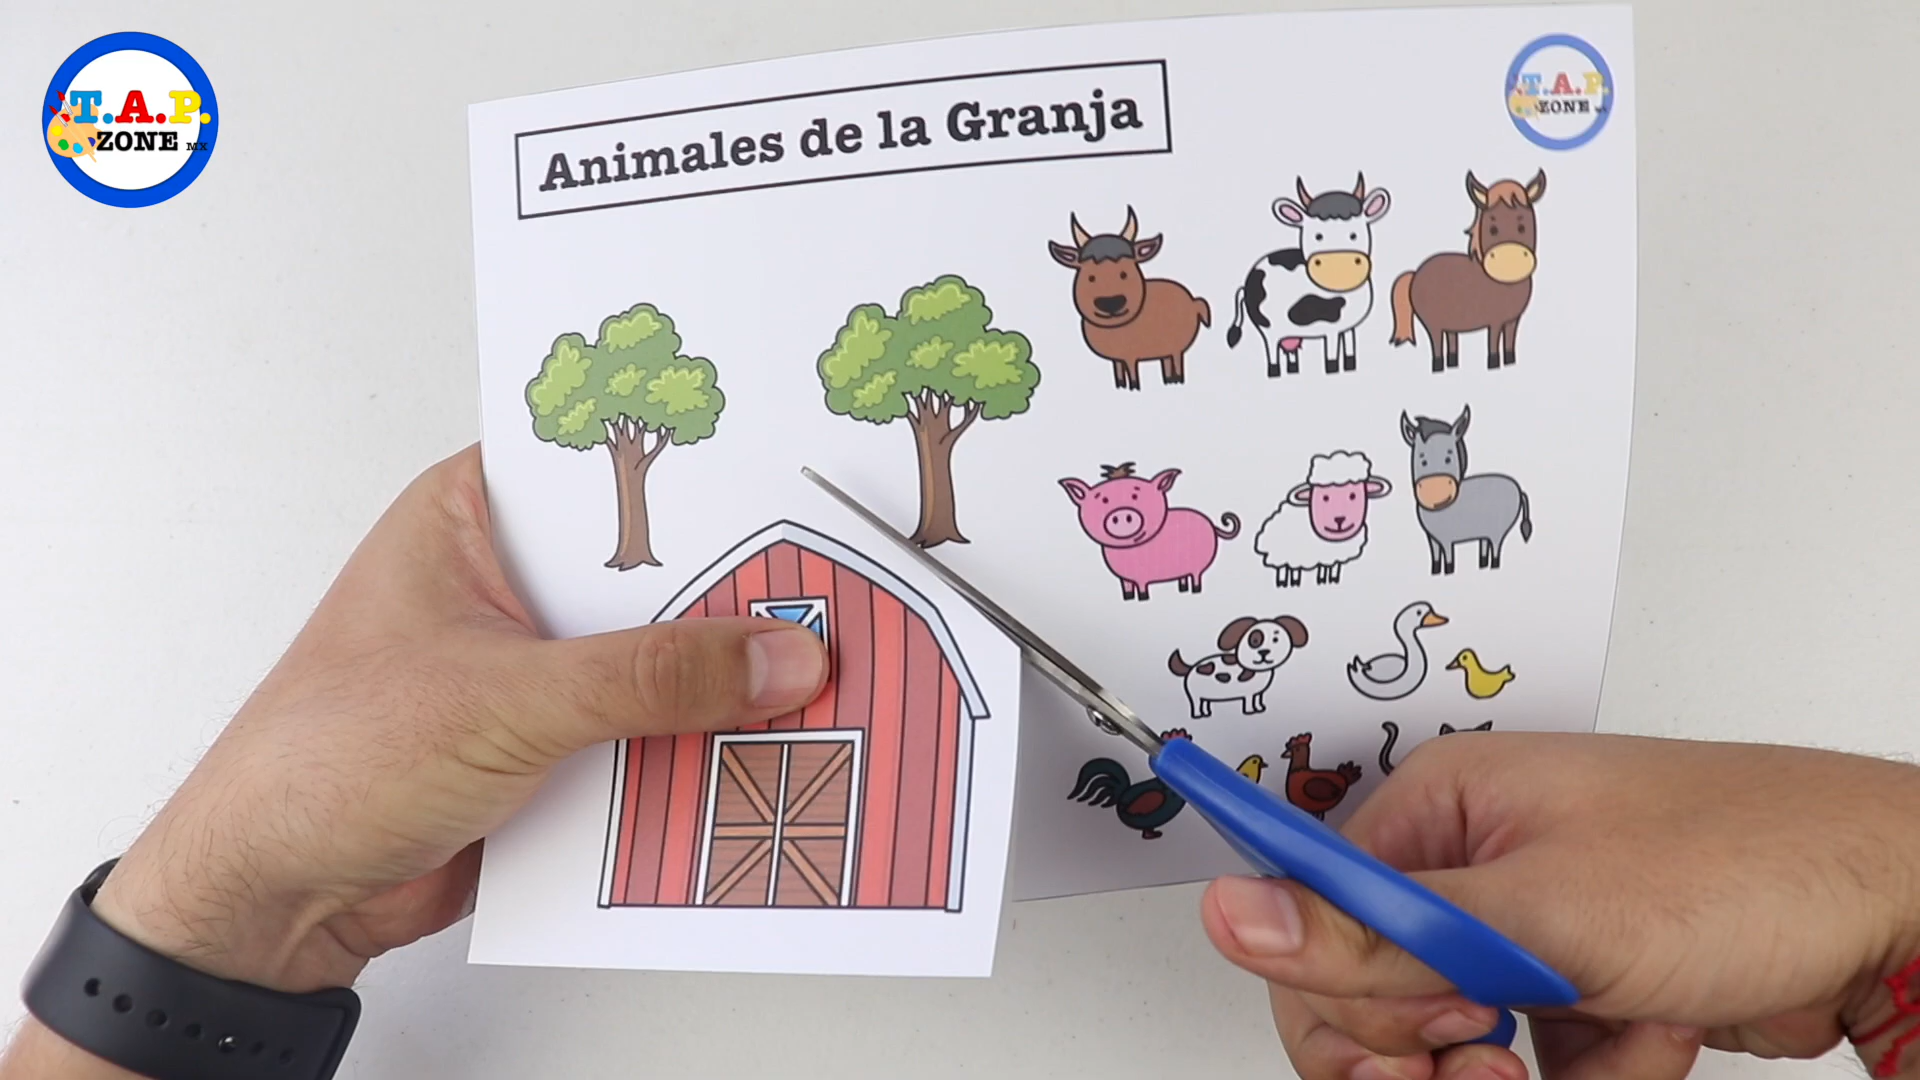 T.A.P.
ZONE MX
Animales de la Granja
T.A.P.
ZONE